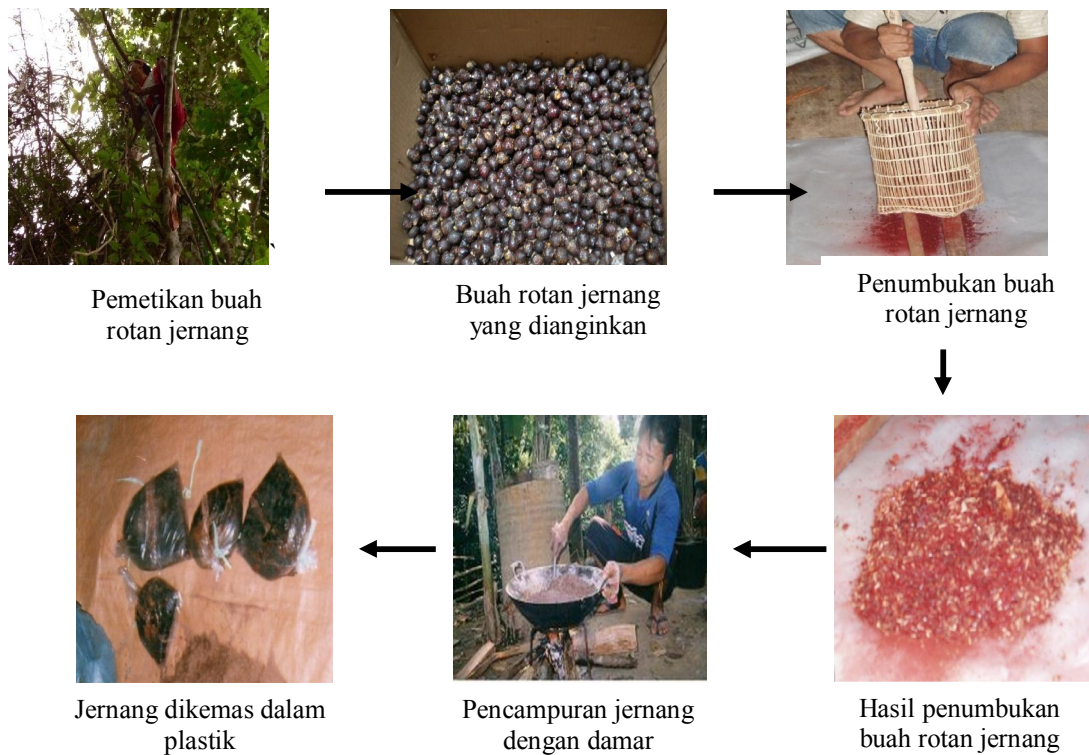 Pemetikan buah
rotan jernang
Buah rotan jernang
yang dianginkan
Penumbukan buah
rotan jernang
Hasil penumbukan
buah rotan jernang
Pencampuran jernang
dengan damar
Jernang dikemas dalam
plastik